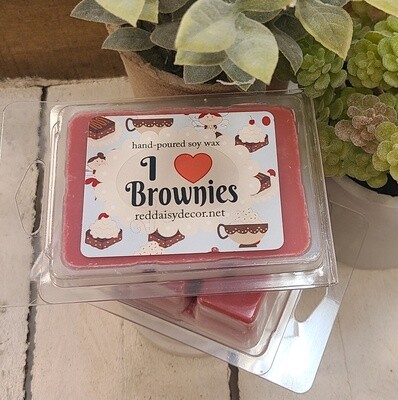 hand-poured soy wax
I ❤️
Brownies
reddaisydecor.net